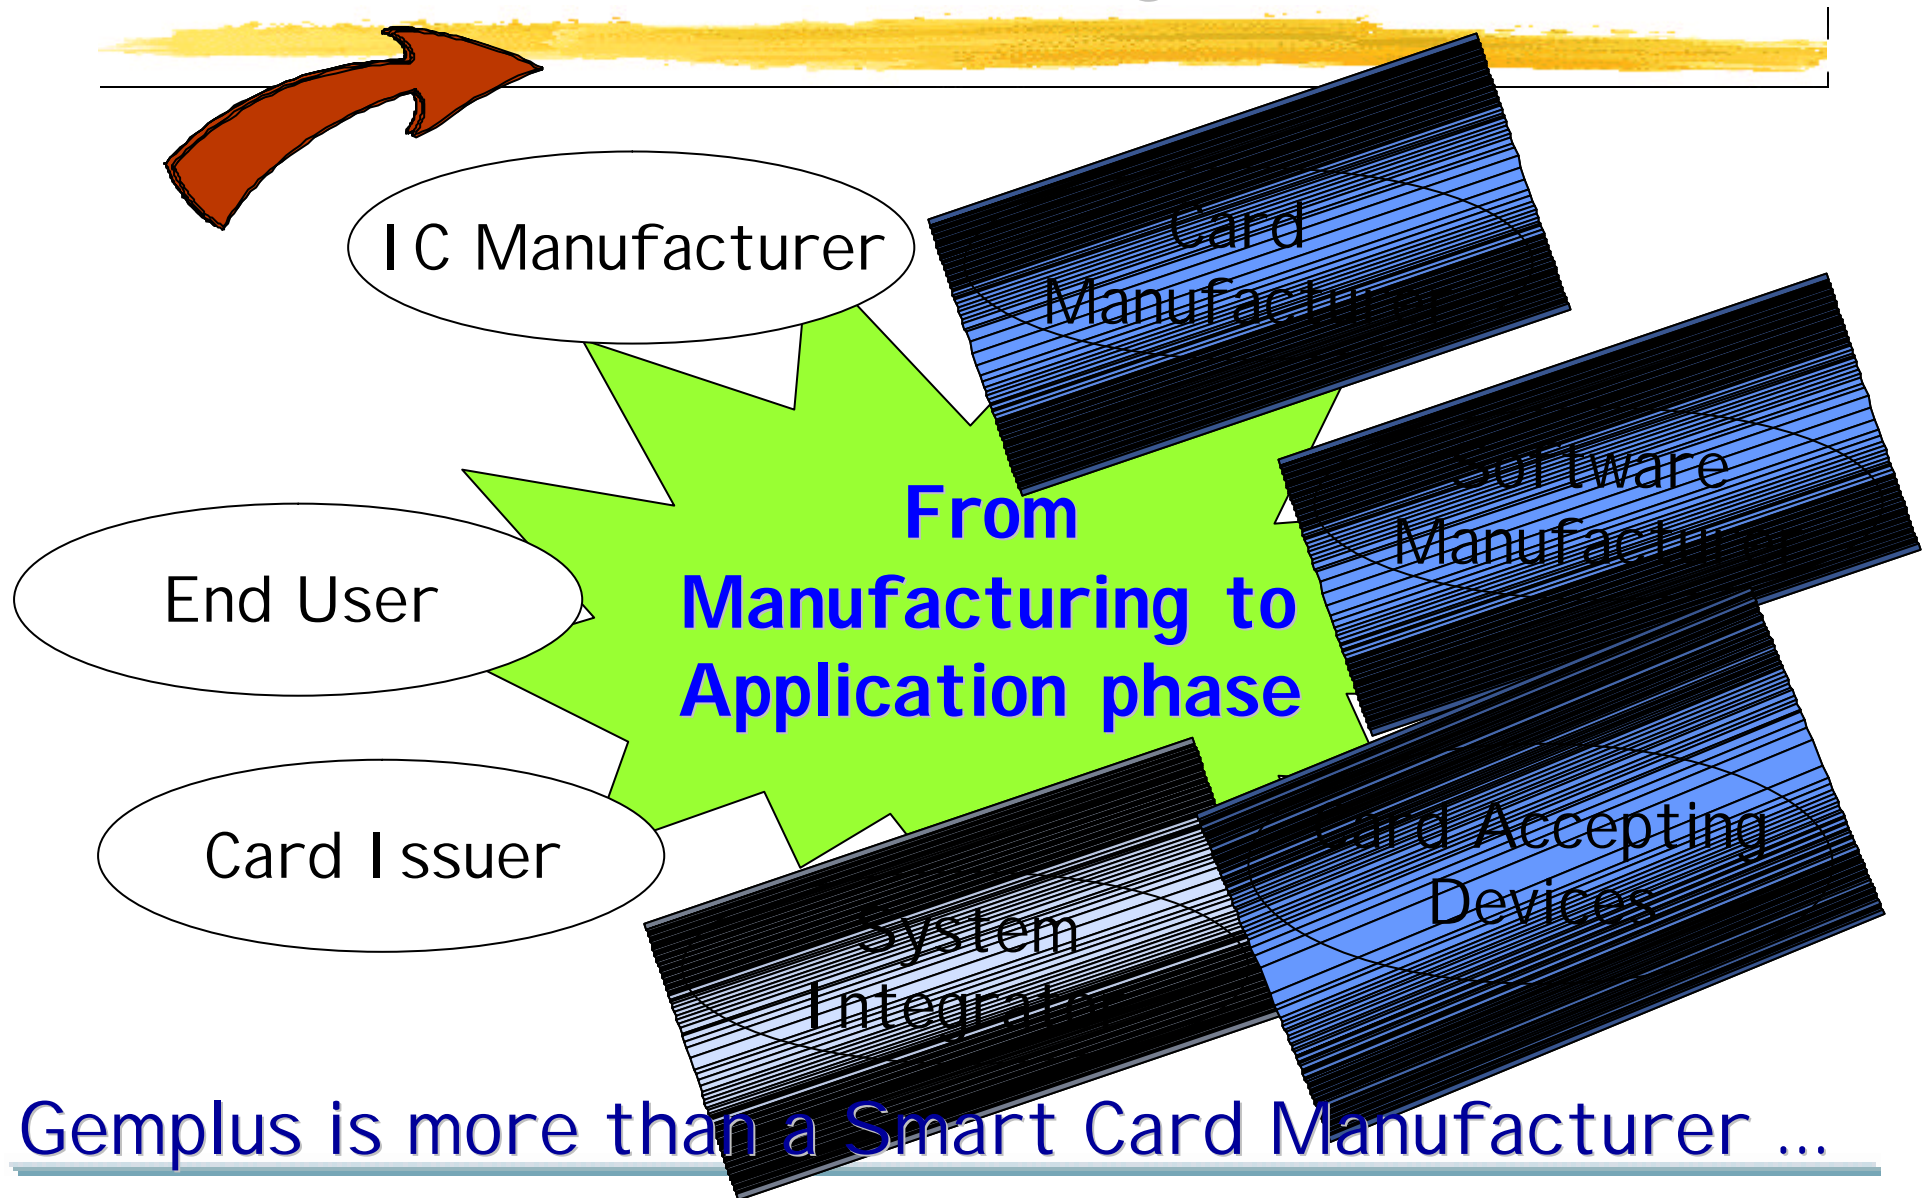 IC Manufacturer
Card
Manufacturer
Software
Manufacturer
From
Manufacturing to
Application phase
End User
Card Issuer
Card Accepting
Devices
System
Integrator
Gemplus is more than a Smart Card Manufacturer ...